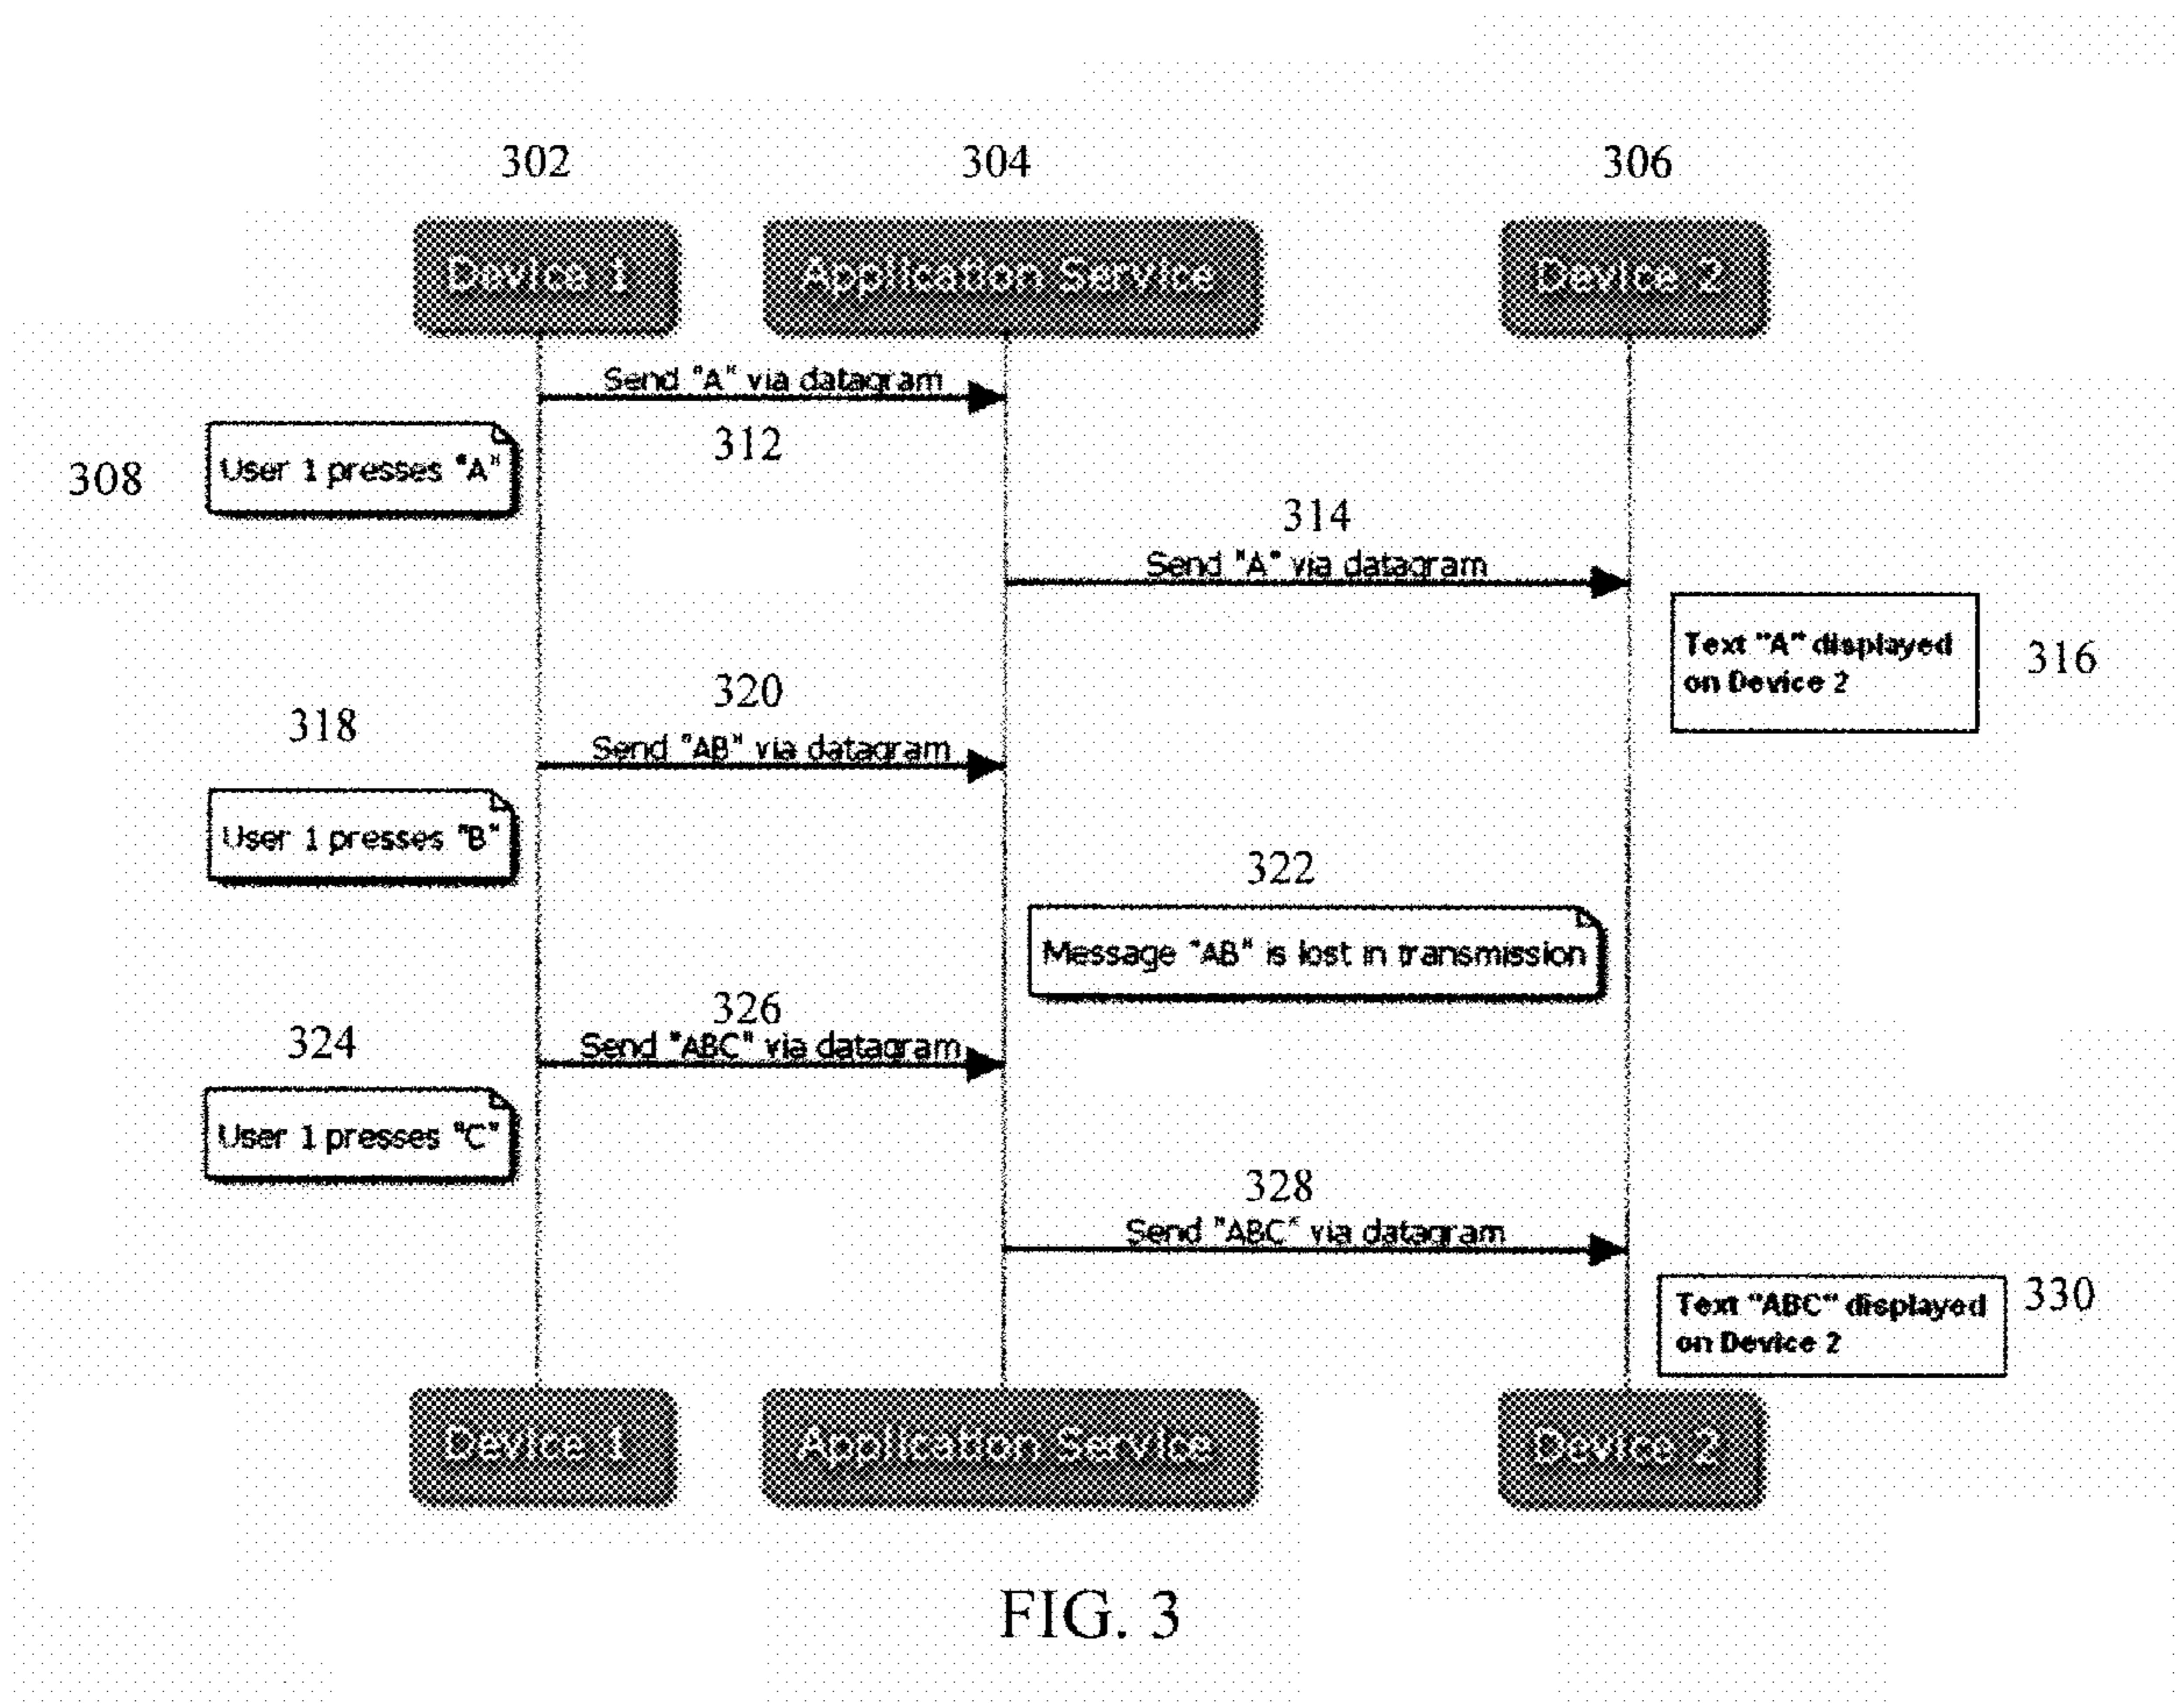 302
304
306
Device 1
Application Service
Device 2
Send "A" via datagram
312
308
User 1 presses "A"
314
Send "A" via datagram
Text "A" displayed
on Device 2
316
320
318
Send "AB" via datagram
User 1 presses "B"
322
Message "AB" is lost in transmission
326
324
Send "ABC" via datagram
User 1 presses "C"
328
Send "ABC" via datagram
Text "ABC" displayed
on Device 2
330
Device 1
Application Service
Device 2
FIG. 3